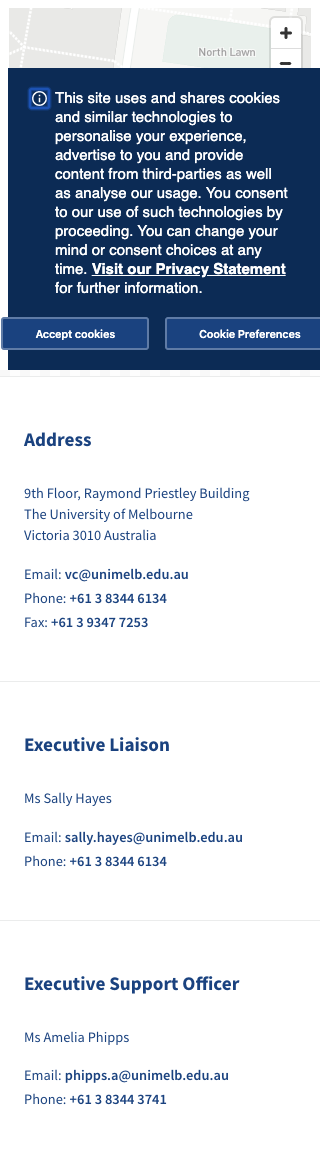 North Lawn
+
−
This site uses and shares cookies
and similar technologies to
personalise your experience,
advertise to you and provide
content from third-parties as well
as analyse our usage. You consent
to our use of such technologies by
proceeding. You can change your
mind or consent choices at any
time. Visit our Privacy Statement
for further information.
Accept cookies
Cookie Preferences
Address
9th Floor, Raymond Priestley Building
The University of Melbourne
Victoria 3010 Australia
Email: vc@unimelb.edu.au
Phone: +61 3 8344 6134
Fax: +61 3 9347 7253
Executive Liaison
Ms Sally Hayes
Email: sally.hayes@unimelb.edu.au
Phone: +61 3 8344 6134
Executive Support Officer
Ms Amelia Phipps
Email: phipps.a@unimelb.edu.au
Phone: +61 3 8344 3741